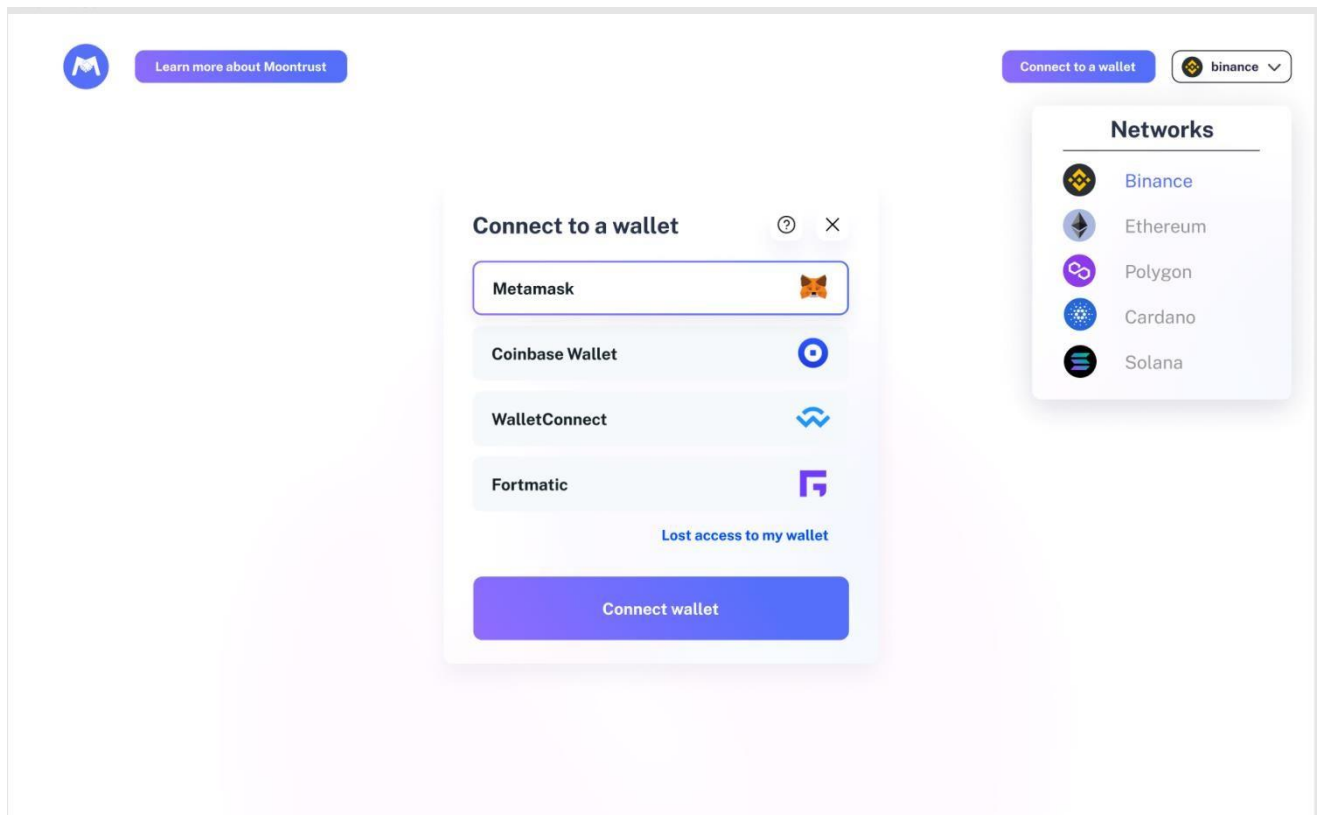 Learn more about Moontrust
Connect to a wallet
binance
Networks
Binance
Ethereum
Polygon
Cardano
Solana
Connect to a wallet
Metamask
Coinbase Wallet
WalletConnect
Fortmatic
Lost access to my wallet
Connect wallet